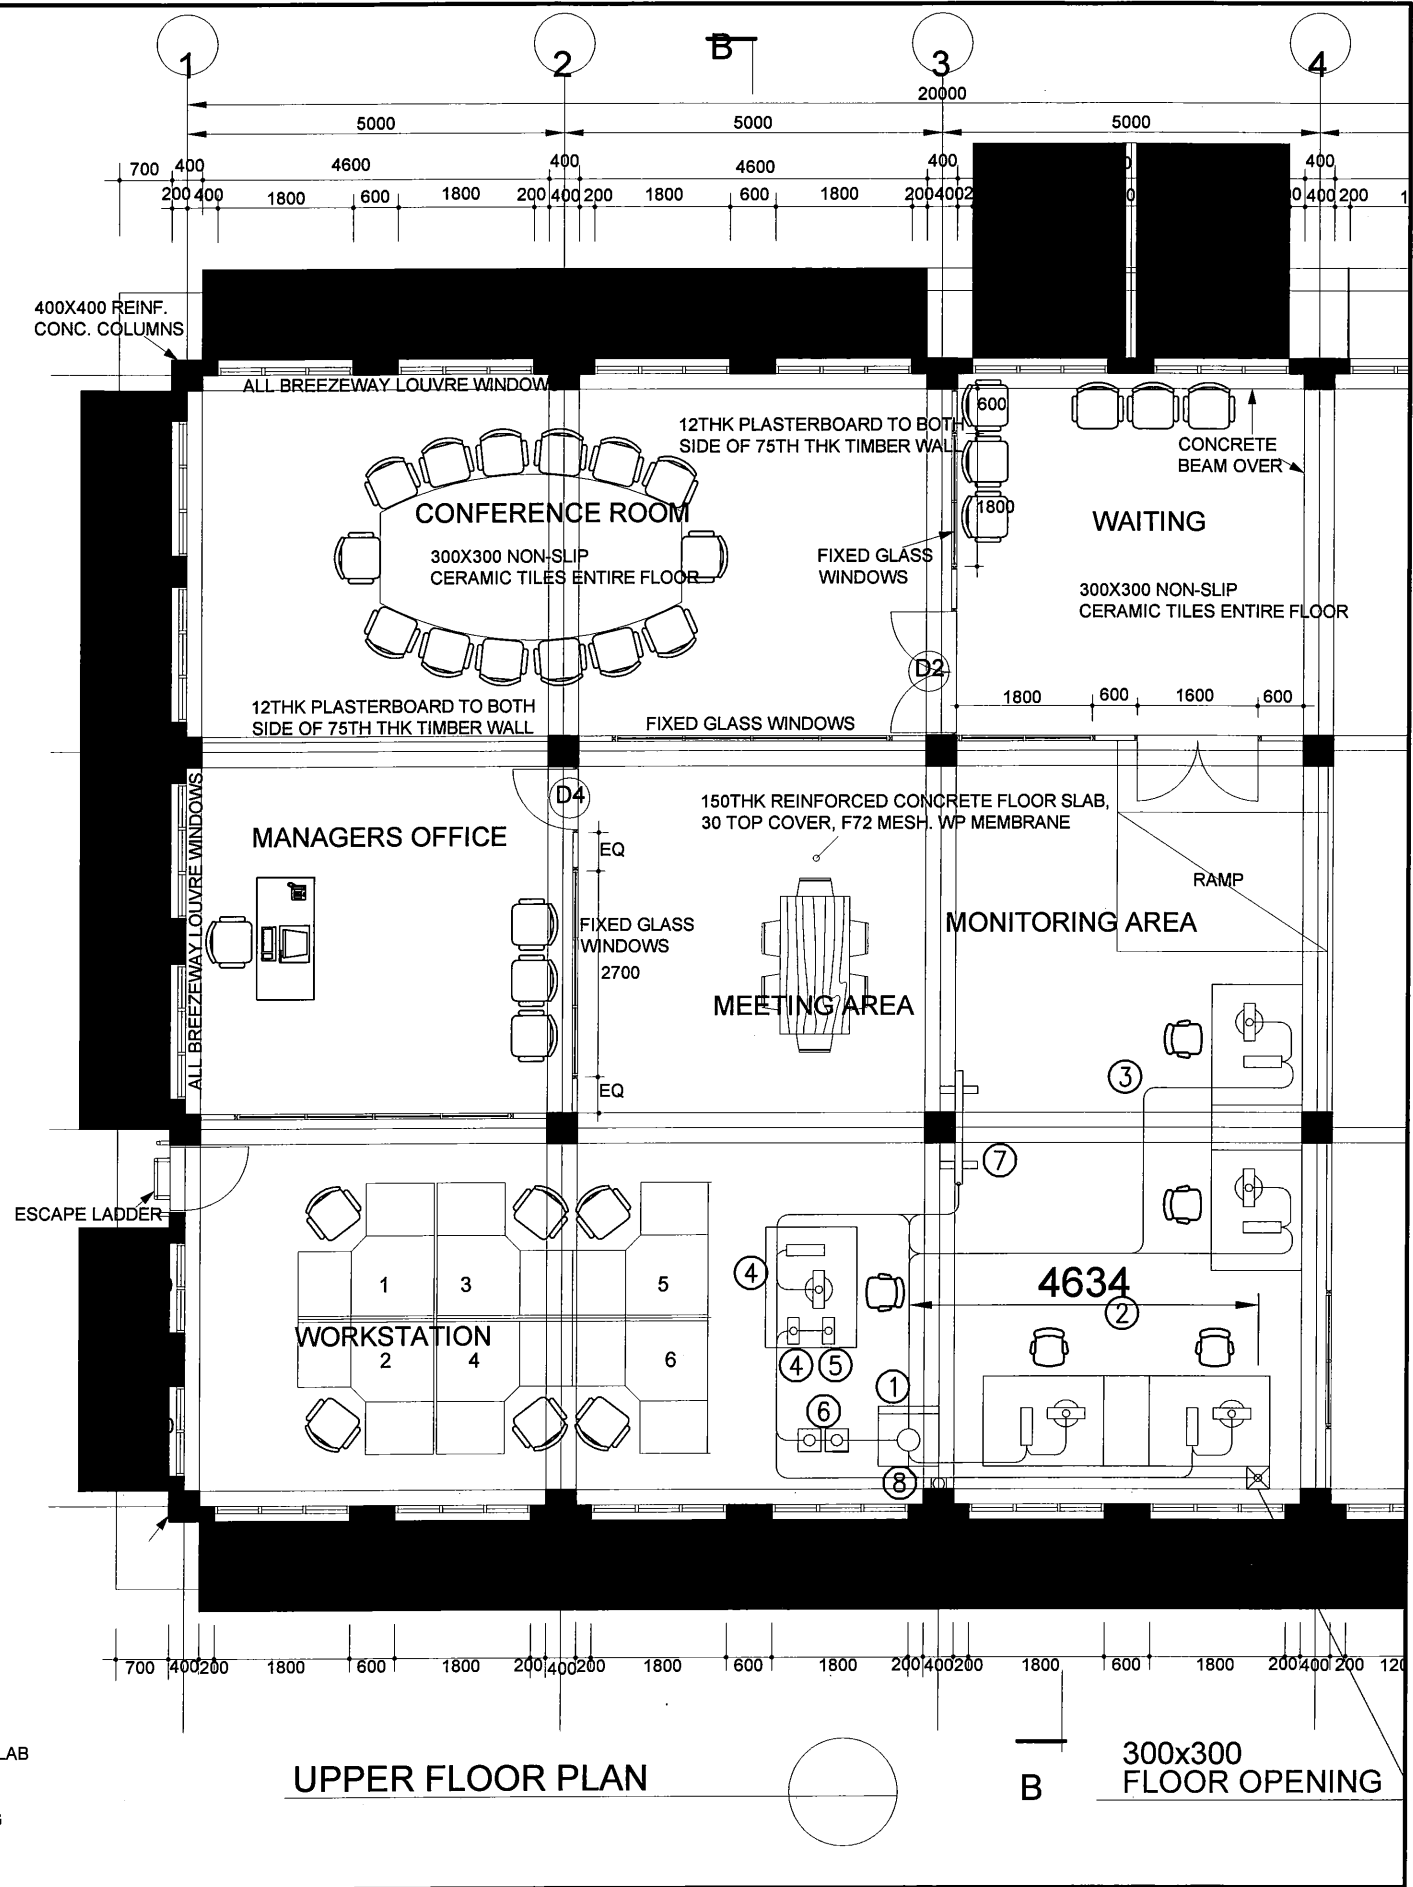 1 2 B 3 4
20000
5000 5000 5000
700 400 4600 400 4600 400 400
200 400 1800 600 1800 200 400 200 1800 600 1800 200 400 400 200
400X400 REINF.
CONC. COLUMNS
ALL BREEZEWAY LOUVRE WINDOW
12THK PLASTERBOARD TO BOTH
SIDE OF 75TH THK TIMBER WALL
600
CONCRETE
BEAM OVER
CONFERENCE ROOM
300X300 NON-SLIP
CERAMIC TILES ENTIRE FLOOR
1800
WAITING
FIXED GLASS
WINDOWS
300X300 NON-SLIP
CERAMIC TILES ENTIRE FLOOR
D2
12THK PLASTERBOARD TO BOTH
SIDE OF 75TH THK TIMBER WALL
FIXED GLASS WINDOWS
1800 600 1600 600
ALL BREEZEWAY LOUVRE WINDOWS
D4
MANAGERS OFFICE
150THK REINFORCED CONCRETE FLOOR SLAB,
30 TOP COVER, F72 MESH. WP MEMBRANE
EQ
RAMP
FIXED GLASS
WINDOWS
2700
MONITORING AREA
MEETING AREA
EQ
3
7
ESCAPE LADDER
1 3 5
4
4634
2
WORKSTATION
2 4 6
4 5
1
6
8
700 400 200 1800 600 1800 200 400 200 1800 600 1800 200 400 200 1800 600 1800 200 400 200 120
LAB
UPPER FLOOR PLAN
B
300x300
FLOOR OPENING